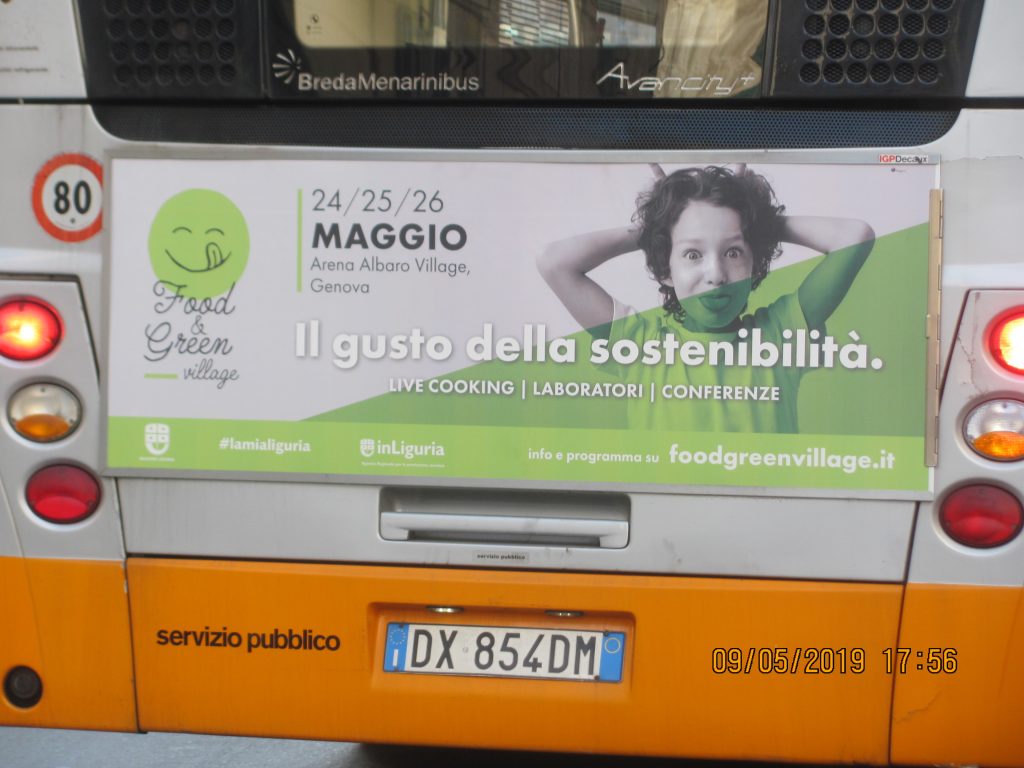 BredaMenarinibus
Avancity+
80
IGPDecaux
24/25/26
MAGGIO
Arena Albaro Village,
Genova
Food
&
Green
village
Il gusto della sostenibilità.
LIVE COOKING | LABORATORI | CONFERENZE
#lamialiguria
inLiguria
info e programma su foodgreenvillage.it
servizio pubblico
servizio pubblico
I DX 854DM
09/05/2019 17:56